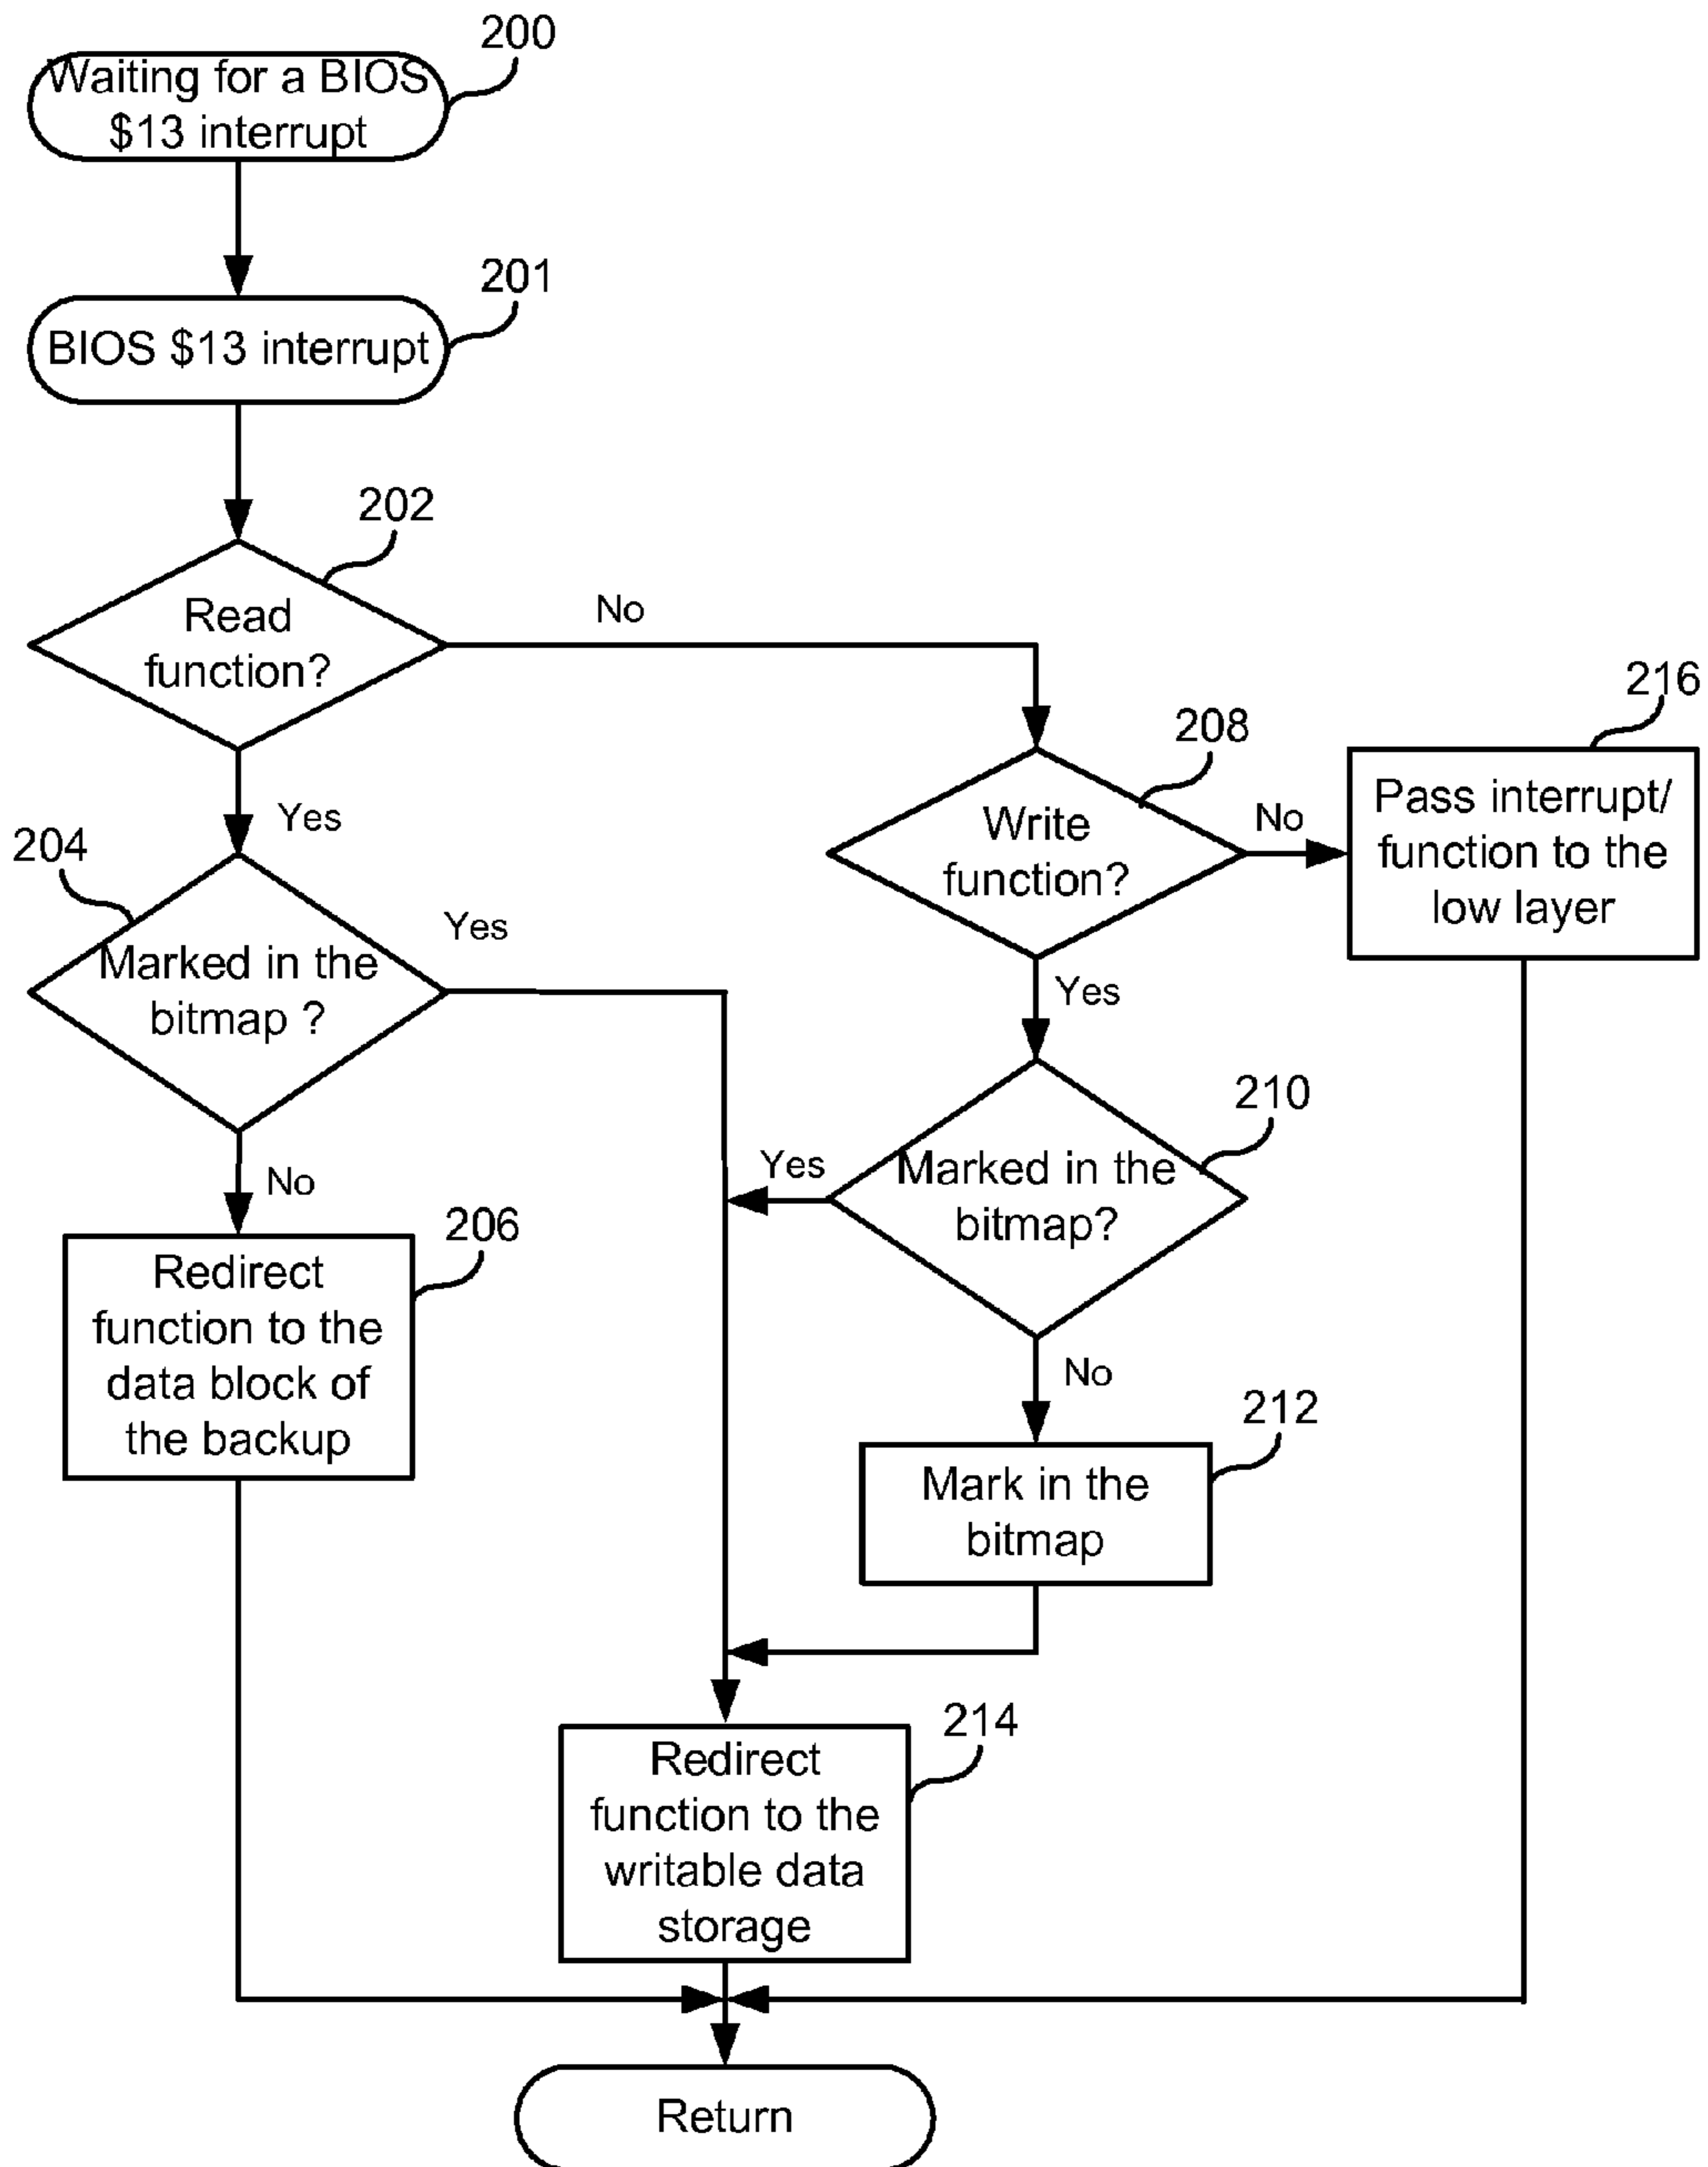 200
Waiting for a BIOS
$13 interrupt
201
BIOS $13 interrupt
202
Read
function?
No
216
208
Write
function?
No
Pass interrupt/
function to the
low layer
Yes
204
Marked in the
bitmap ?
Yes
Yes
210
Marked in the
bitmap?
Yes
No
206
Redirect
function to the
data block of
the backup
No
212
Mark in the
bitmap
214
Redirect
function to the
writable data
storage
Return